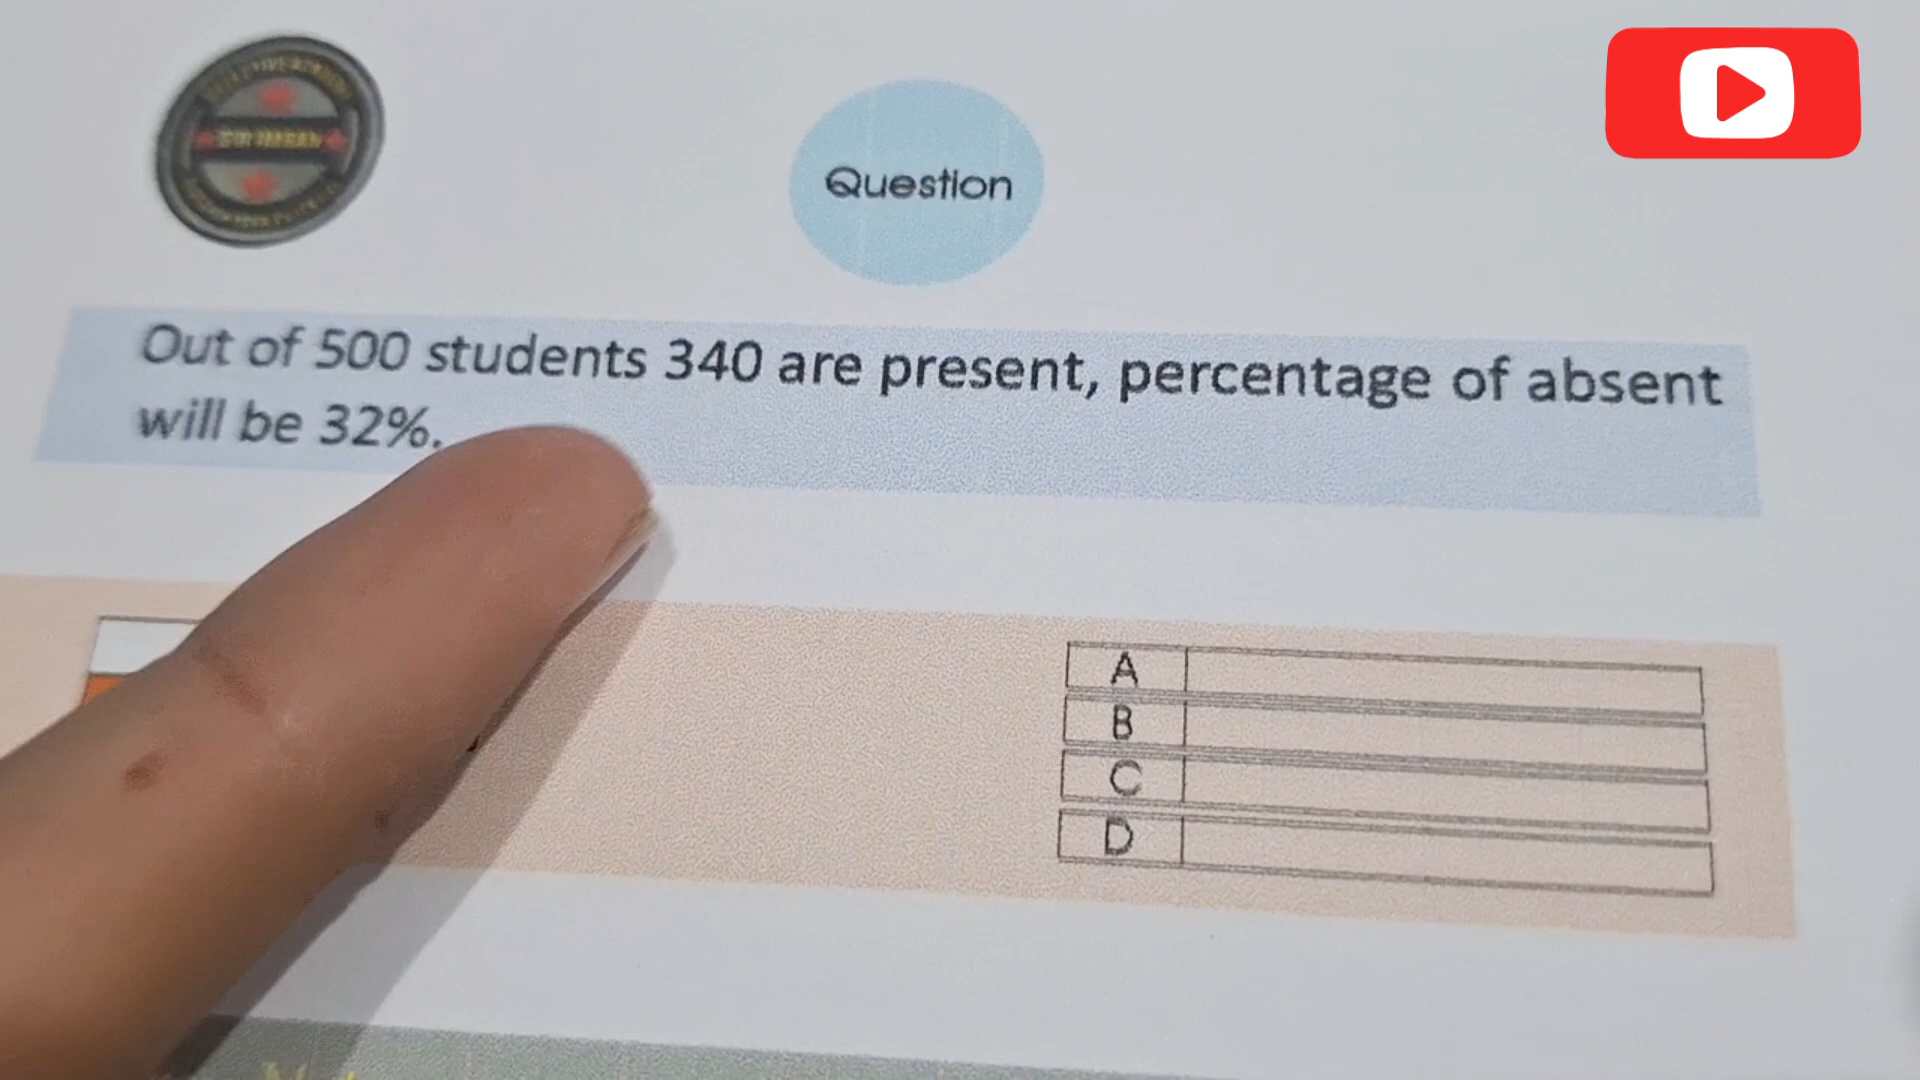 Question
Out of 500 students 340 are present, percentage of absent
will be 32%.
A
B
C
D